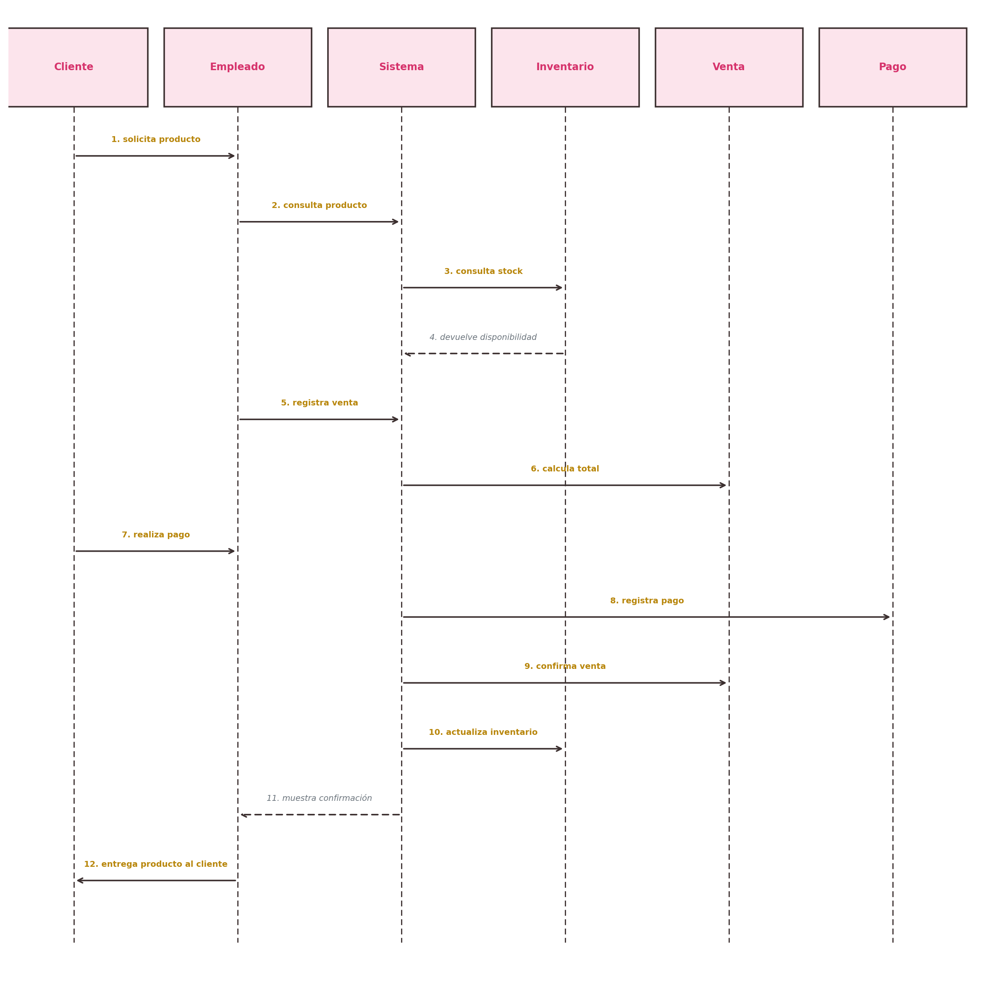 Cliente
Empleado
Sistema
Inventario
Venta
Pago
1. solicita producto
2. consulta producto
3. consulta stock
4. devuelve disponibilidad
5. registra venta
6. calcula total
7. realiza pago
8. registra pago
9. confirma venta
10. actualiza inventario
11. muestra confirmación
12. entrega producto al cliente